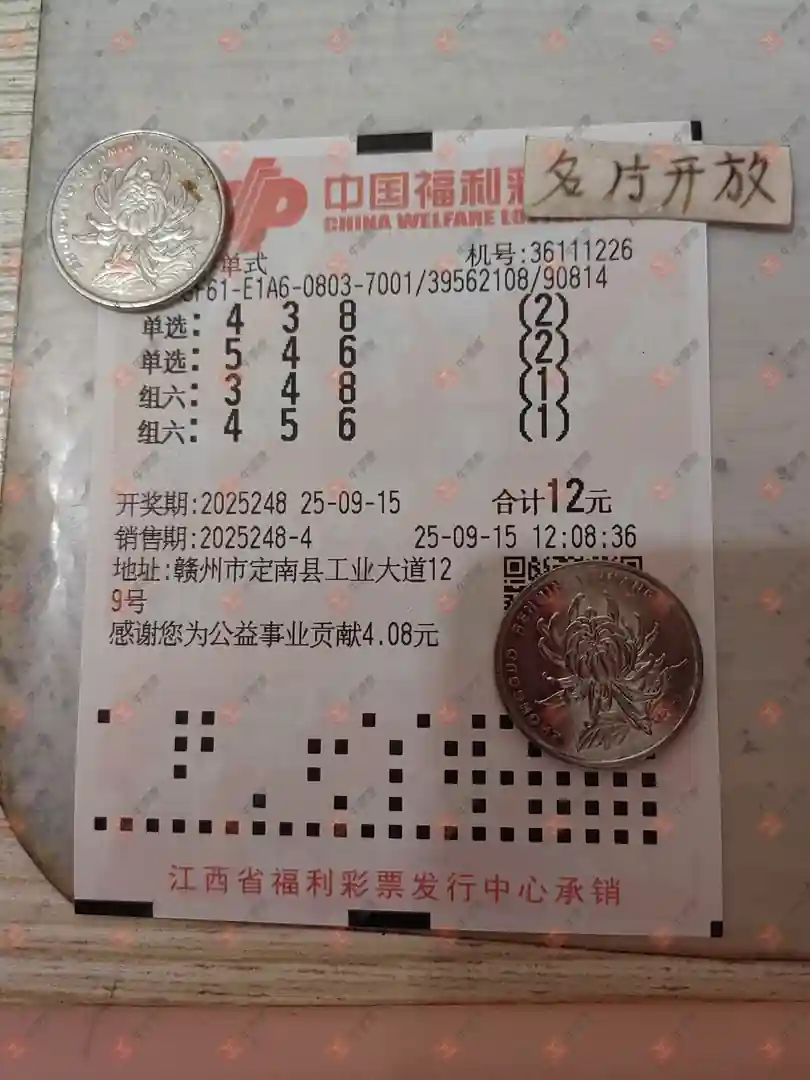 中国福利彩
名片开放
CHINA WELFARE LO
单式 机号:36111226
F61-E1A6-0803-7001/39562108/90814
单选: 4 3 8 (2)
单选: 5 4 6 (2)
组六: 3 4 8 (1)
组六: 4 5 6 (1)
开奖期:2025248 25-09-15 合计12元
销售期:2025248-4 25-09-15 12:08:36
地址:赣州市定南县工业大道12
9号
感谢您为公益事业贡献4.08元
江西省福利彩票发行中心承销